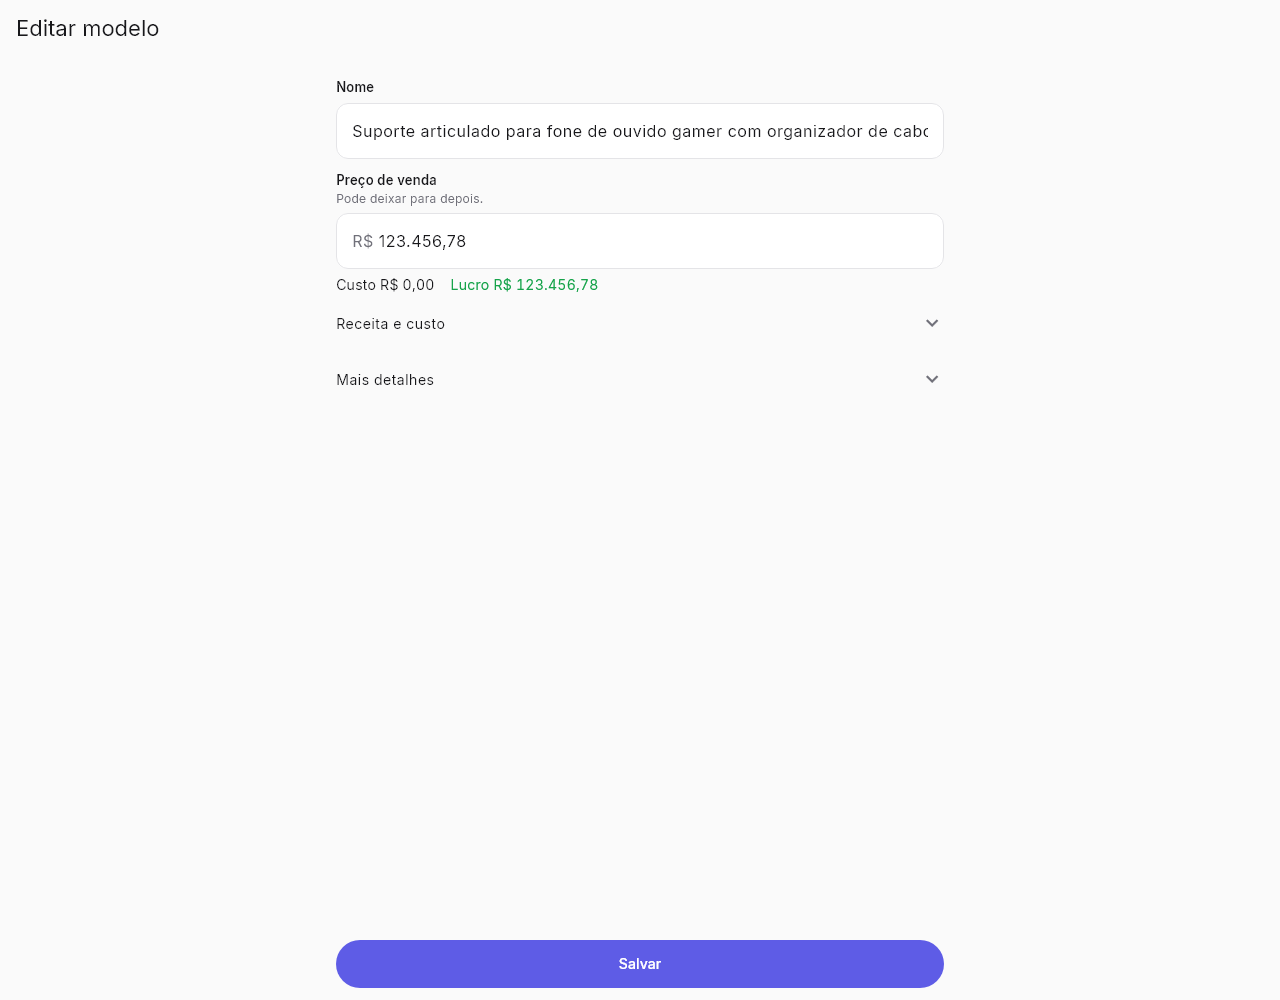 Editar modelo
Nome
Suporte articulado para fone de ouvido gamer com organizador de cabo
Preço de venda
Pode deixar para depois.
R$ 123.456,78
Custo R$ 0,00 Lucro R$ 123.456,78
Receita e custo
Mais detalhes
Salvar